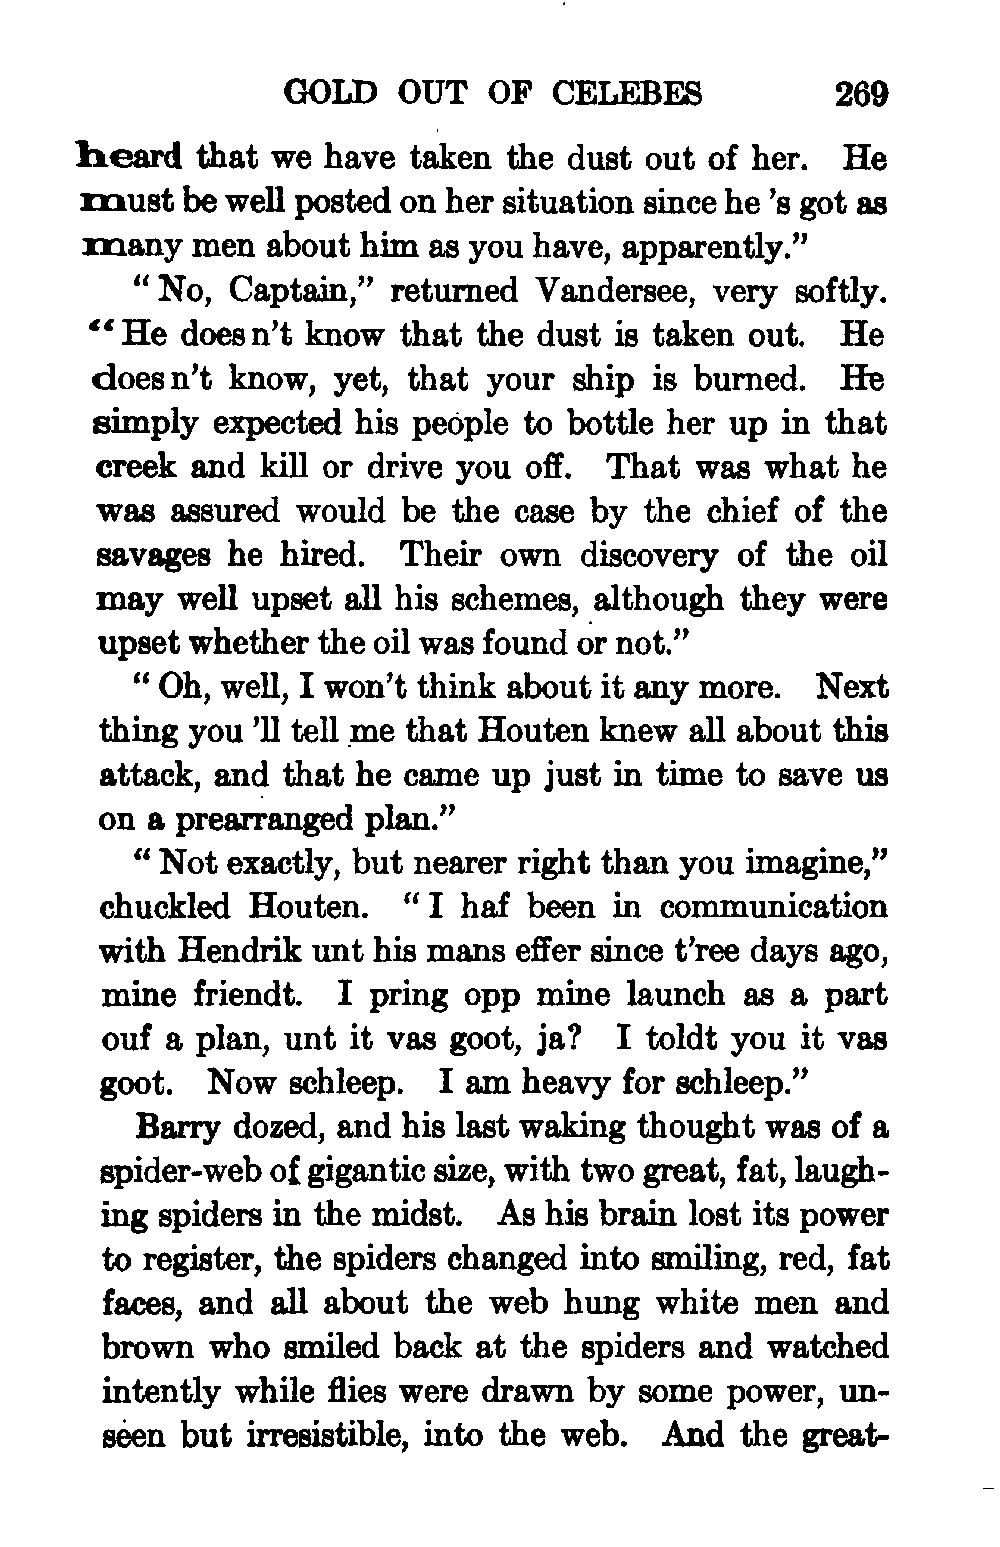 GOLD OUT OF CELEBES 269
heard that we have taken the dust out of her. He
must be well posted on her situation since he 's got as
many men about him as you have, apparently."
" No, Captain," returned Vandersee, very softly.
" He does n't know that the dust is taken out. He
does n't know, yet, that your ship is burned. He
simply expected his people to bottle her up in that
creek and kill or drive you off. That was what he
was assured would be the case by the chief of the
savages he hired. Their own discovery of the oil
may well upset all his schemes, although they were
upset whether the oil was found or not."
" Oh, well, I won't think about it any more. Next
thing you 'll tell me that Houten knew all about this
attack, and that he came up just in time to save us
on a prearranged plan."
" Not exactly, but nearer right than you imagine,"
chuckled Houten. " I haf been in communication
with Hendrik unt his mans effer since t'ree days ago,
mine friendt. I pring opp mine launch as a part
ouf a plan, unt it vas goot, ja? I toldt you it vas
goot. Now schleep. I am heavy for schleep."
Barry dozed, and his last waking thought was of a
spider-web of gigantic size, with two great, fat, laugh-
ing spiders in the midst. As his brain lost its power
to register, the spiders changed into smiling, red, fat
faces, and all about the web hung white men and
brown who smiled back at the spiders and watched
intently while flies were drawn by some power, un-
seen but irresistible, into the web. And the great-